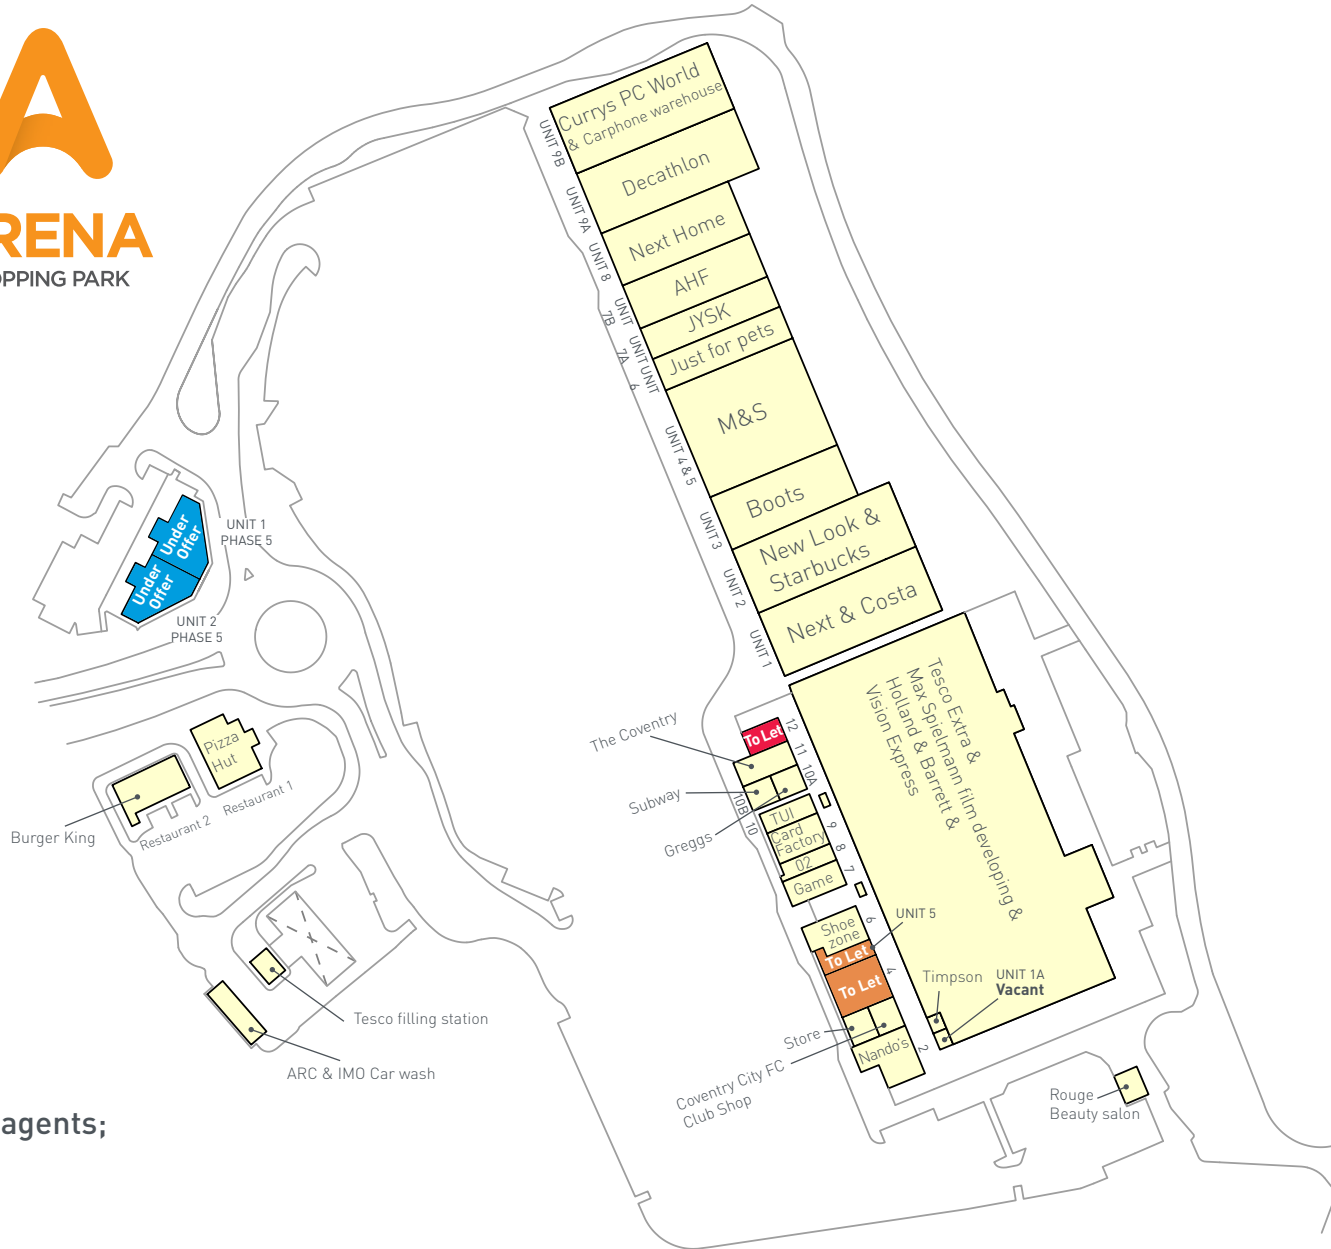 RENA
OPPING PARK
Currys PC World
& Carphone warehouse
UNIT 9B
Decathlon
UNIT 9A
Next Home
UNIT 8
AHF
UNIT
7B
JYSK
UNIT
7A
Just for pets
UNIT
6
M&S
UNIT 4 & 5
Boots
UNIT3
New Look &
Starbucks
UNIT 2
Next & Costa
UNIT 1
Under
Offer
UNIT 1
PHASE 5
Under
Offer
UNIT 2
PHASE 5
Tesco Extra &
Max Spielmann film developing &
Holland & Barrett &
Vision Express
To Let
12
The Coventry
11
10A
Subway
10B
10
Greggs
TUI
9
Card
Factory
8
02
7
Game
6
Shoe
zone
UNIT 5
To Let
4
To Let
Timpson
UNIT 1A
Vacant
Store
Coventry City FC
Club Shop
Nando's
2
Rouge
Beauty salon
Pizza
Hut
Restaurant 1
Burger King
Restaurant 2
Tesco filling station
ARC & IMO Car wash
agents;